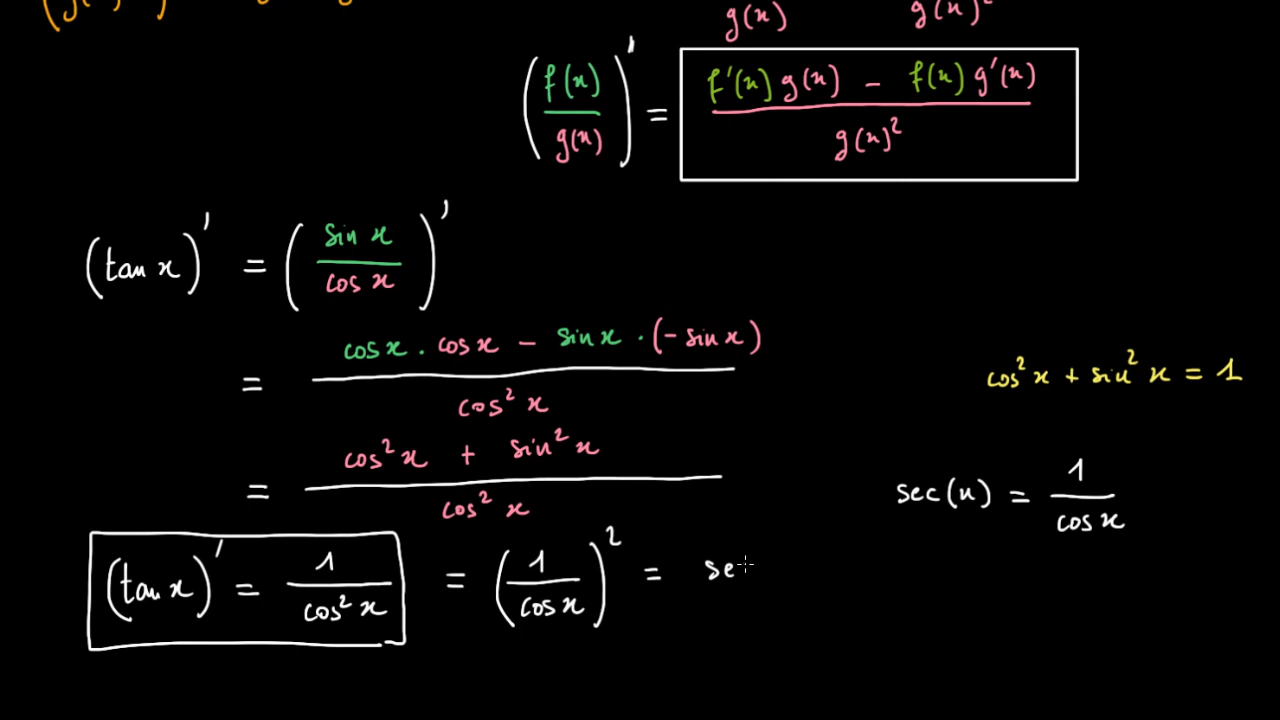 g(x) g(x)²
(f(x)/g(x))' = (f'(x) g(x) - f(x) g'(x))/g(x)²
(tan x)' = (sin x/cos x)'
= (cos x . cos x - sin x · (- sin x))/cos² x
cos² x + sin² x = 1
= (cos² x + sin² x)/cos² x
sec(x) = 1/cos x
(tan x)' = 1/cos² x = (1/cos x)² = se